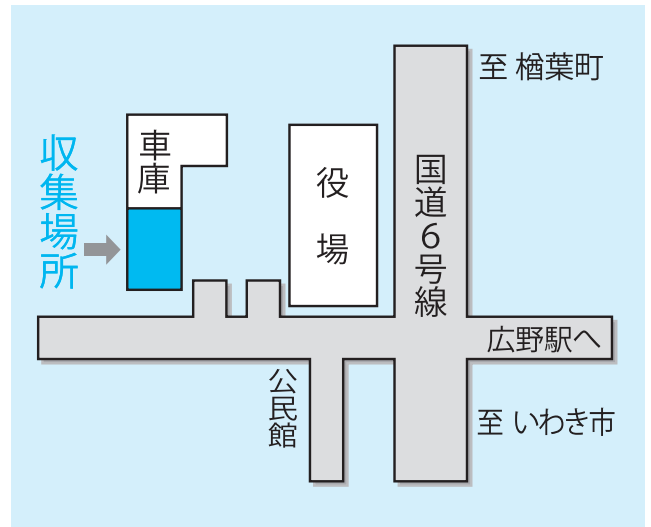 至 楢葉町
収集場所
車庫
役場
国道6号線
広野駅へ
公民館
至 いわき市